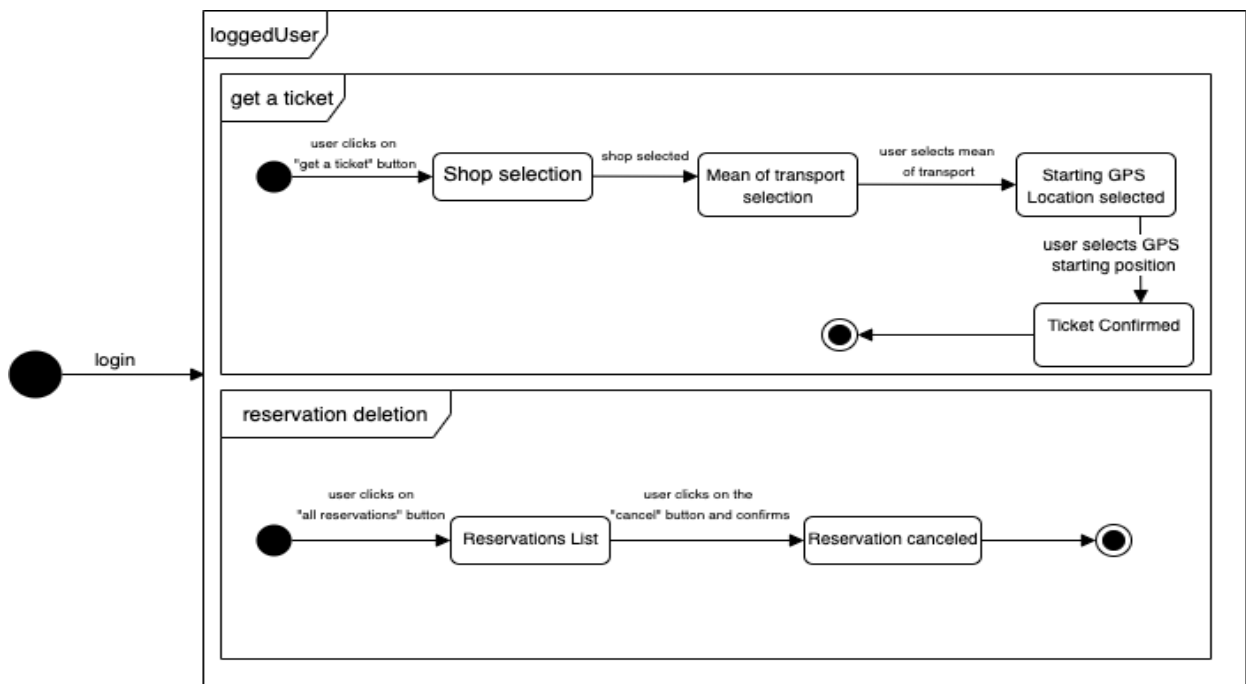 loggedUser
get a ticket
user clicks on
"get a ticket" button
Shop selection
shop selected
Mean of transport
selection
user selects mean
of transport
Starting GPS
Location selected
user selects GPS
starting position
Ticket Confirmed
login
reservation deletion
user clicks on
"all reservations" button
Reservations List
user clicks on the
"cancel" button and confirms
Reservation canceled